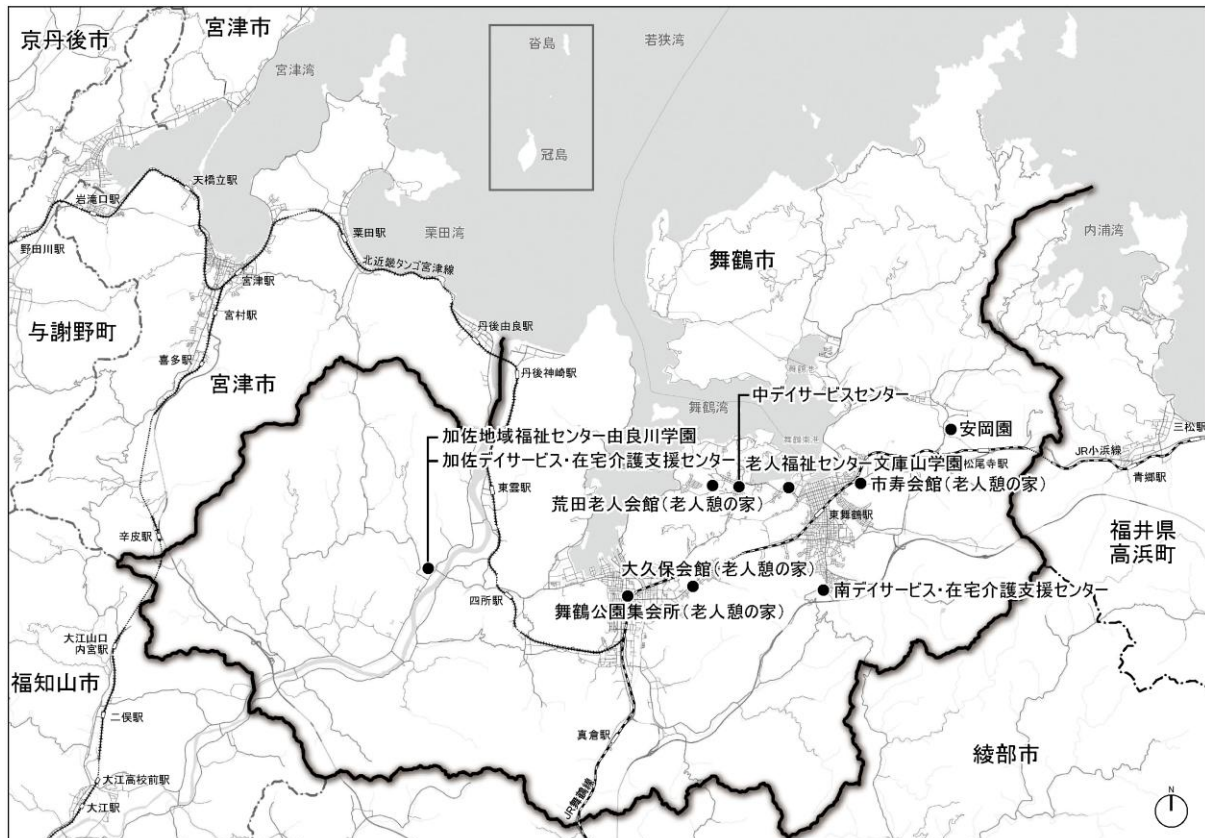 京丹後市
宮津市
宮津湾
沓島
若狭湾
冠島
天橋立駅
岩滝口駅
野田川駅
栗田駅
栗田湾
北近畿タンゴ宮津線
舞鶴市
内浦湾
宮津駅
宮村駅
与謝野町
喜多駅
宮津市
丹後由良駅
丹後神崎駅
舞鶴湾
中デイサービスセンター
安岡園
三松駅
加佐地域福祉センター由良川学園
加佐デイサービス・在宅介護支援センター
老人福祉センター文庫山学園
松尾寺駅
JR小浜線
青郷駅
市寿会館(老人憩の家)
東雲駅
荒田老人会館(老人憩の家)
東舞鶴駅
辛皮駅
福井県
高浜町
大久保会館(老人憩の家)
四所駅
舞鶴公園集会所(老人憩の家)
南デイサービス・在宅介護支援センター
大江山口
内宮駅
福知山市
二俣駅
真倉駅
綾部市
大江高校前駅
大江駅
JR舞鶴線
N